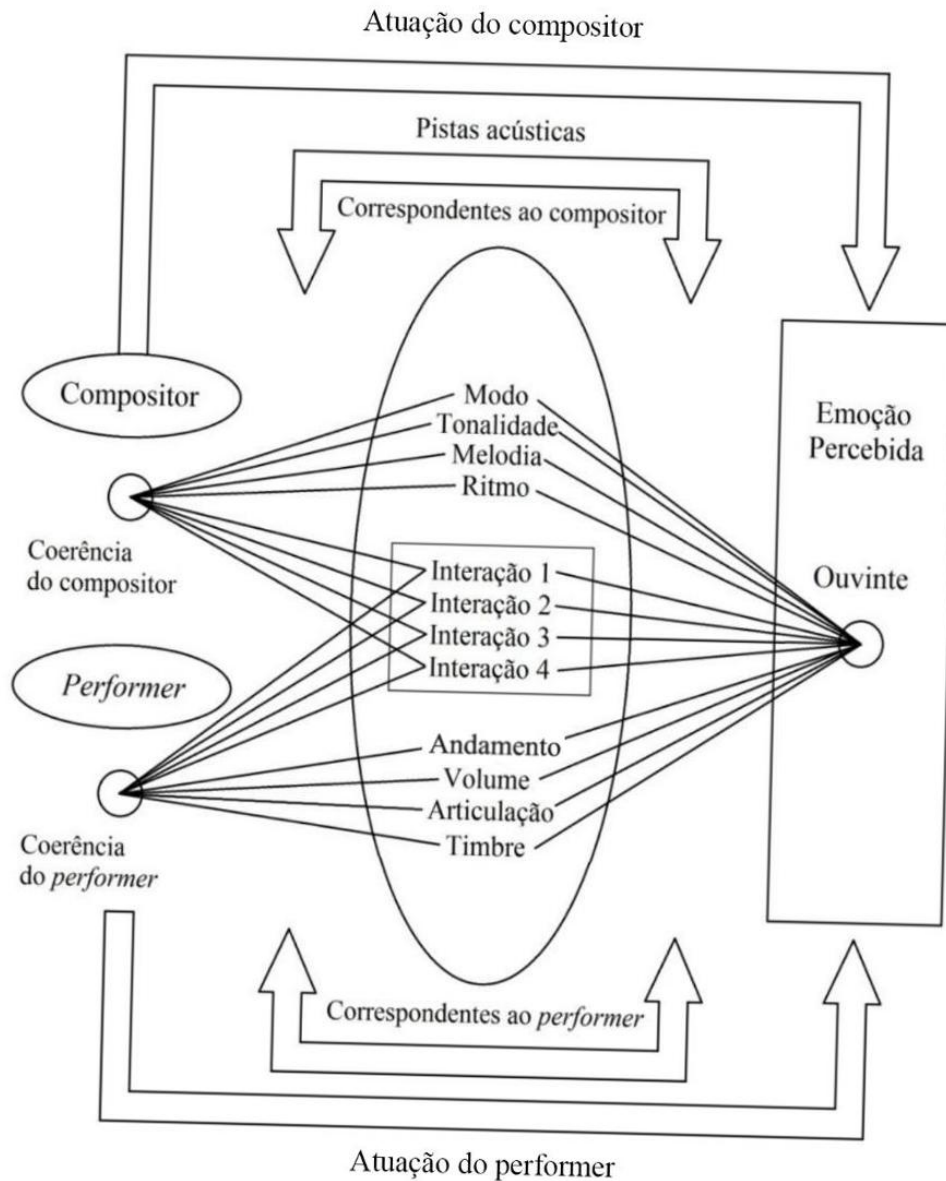 Atuação do compositor
Pistas acústicas
Correspondentes ao compositor
Compositor
Coerência
do compositor
Performer
Coerência
do performer
Modo
Tonalidade
Melodia
Ritmo
Interação 1
Interação 2
Interação 3
Interação 4
Andamento
Volume
Articulação
Timbre
Emoção
Percebida
Ouvinte
Correspondentes ao performer
Atuação do performer